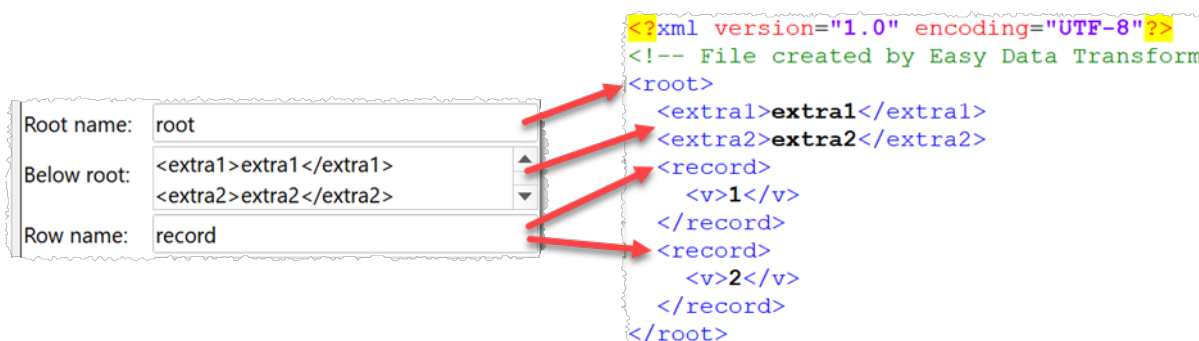 Root name: root
Below root: <extra1>extra1</extra1>
<extra2>extra2</extra2>
Row name: record
<?xml version="1.0" encoding="UTF-8"?>
<!-- File created by Easy Data Transform
<root>
<extra1>extra1</extra1>
<extra2>extra2</extra2>
<record>
<v>1</v>
</record>
<record>
<v>2</v>
</record>
</root>